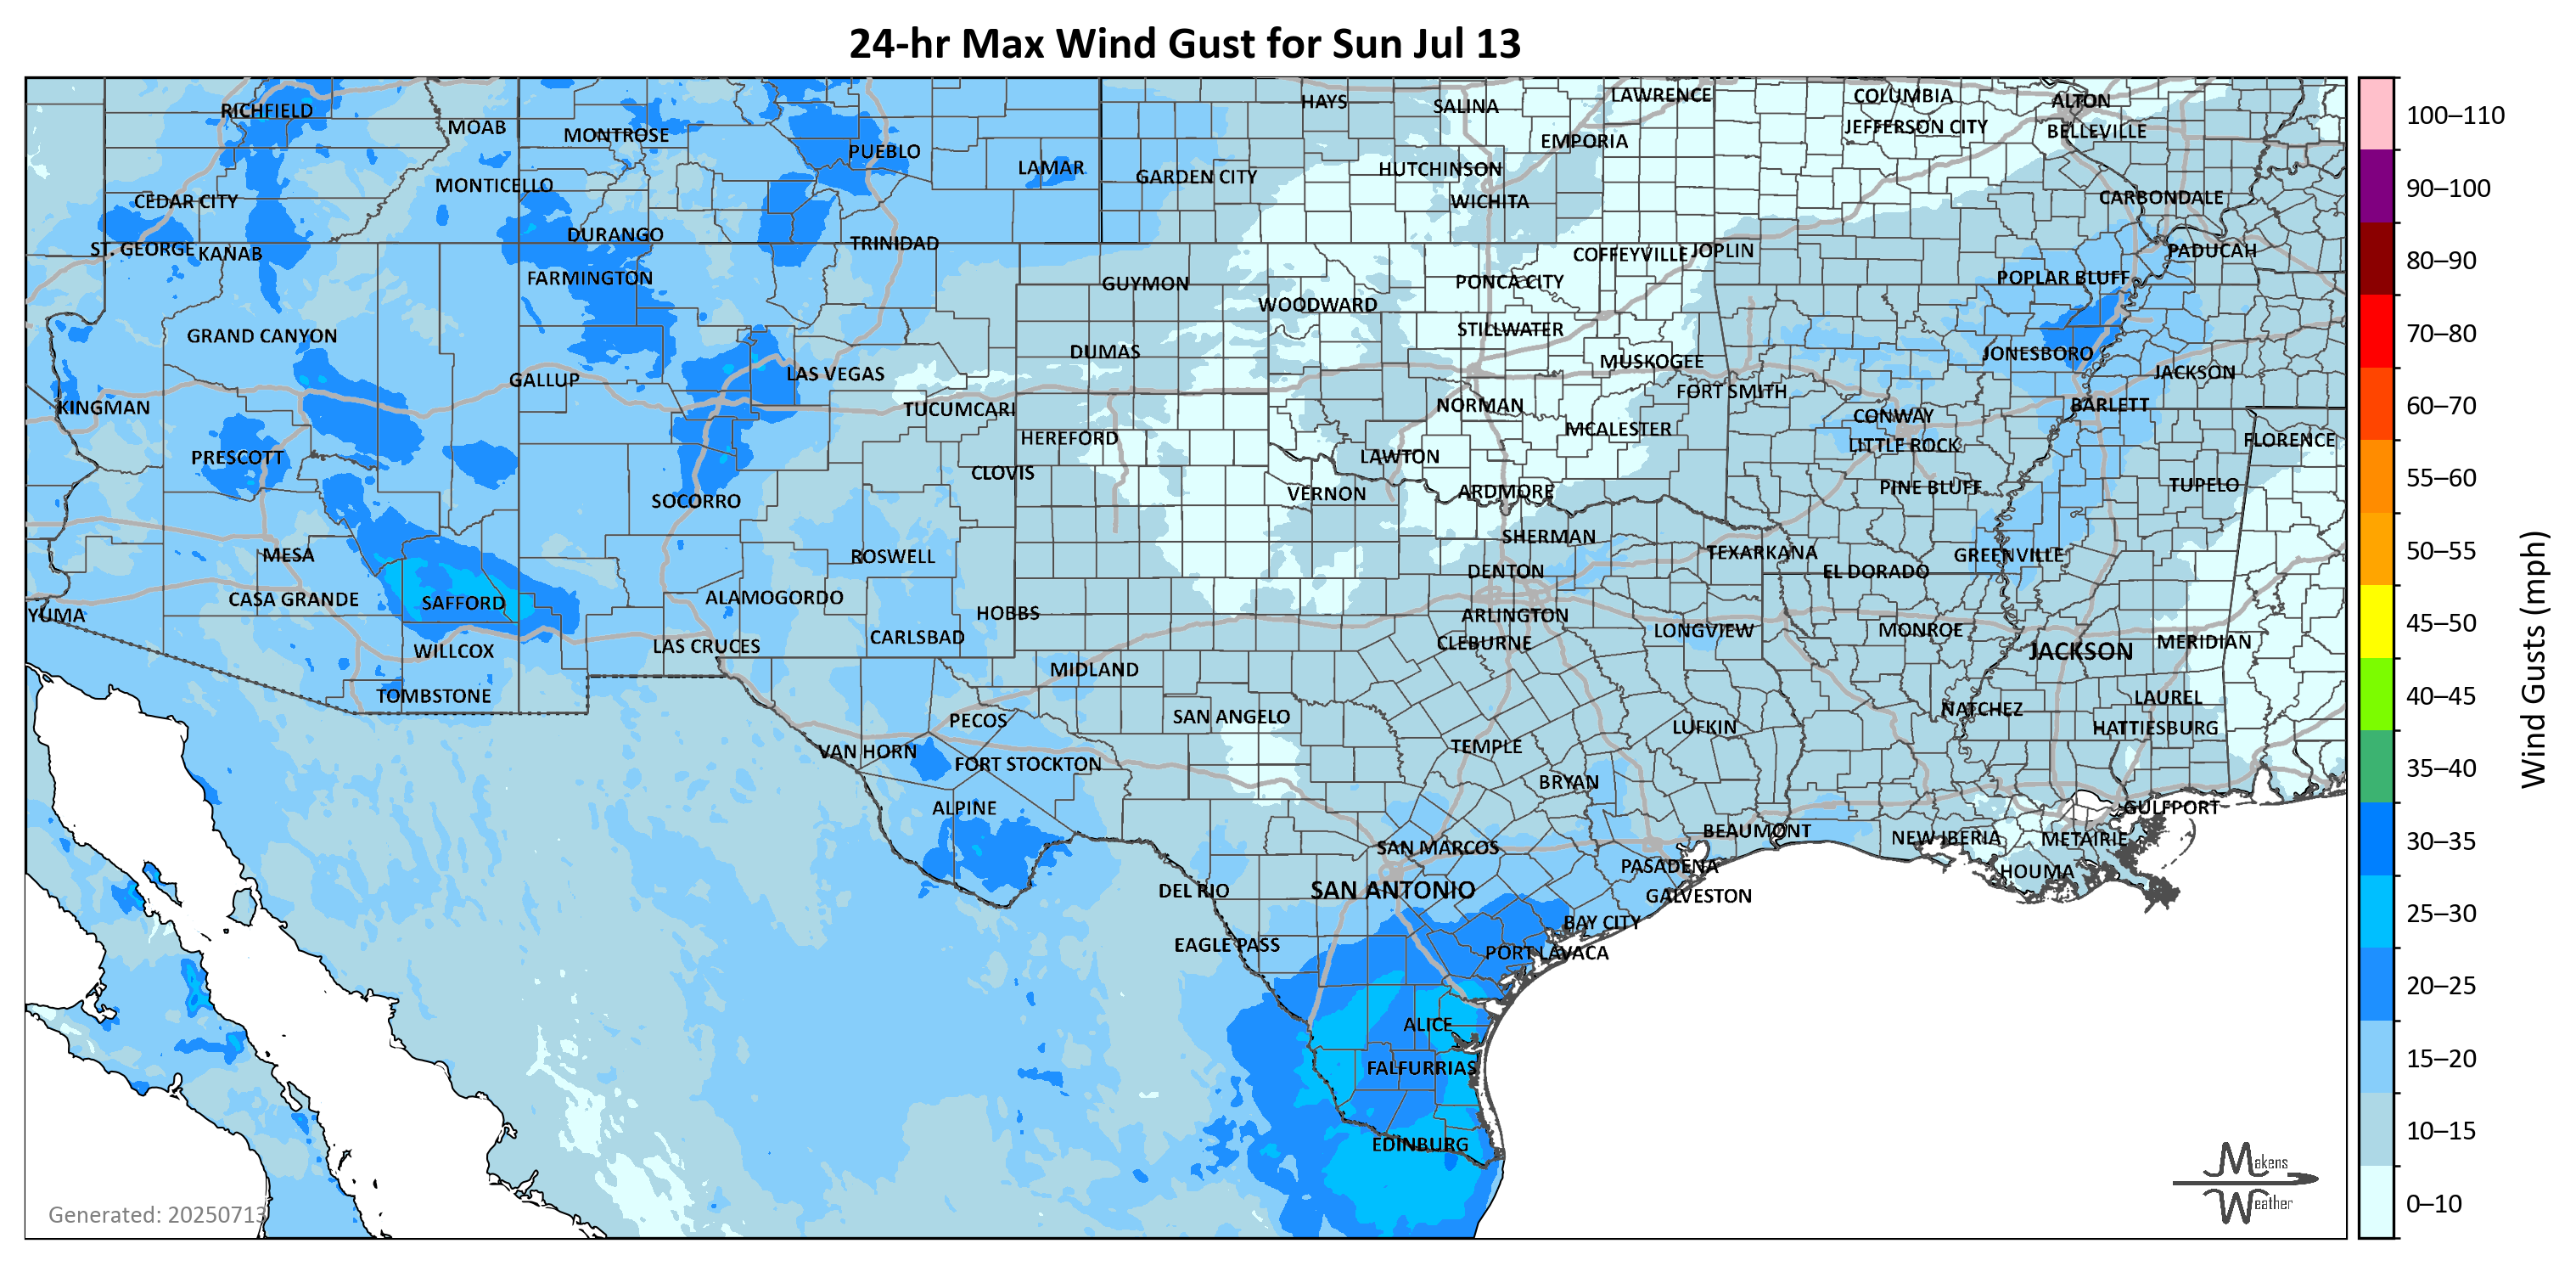 24-hr Max Wind Gust for Sun Jul 13
RICHFIELD
MOAB
MONTROSE
PUEBLO
LAMAR
HAYS
SALINA
LAWRENCE
COLUMBIA
ALTON
JEFFERSON CITY
BELLEVILLE
EMPORIA
HUTCHINSON
GARDEN CITY
MONTICELLO
CEDAR CITY
WICHITA
CARBONDALE
ST. GEORGE
KANAB
DURANGO
TRINIDAD
COFFEYVILLE
JOPLIN
PADUCAH
FARMINGTON
GUYMON
PONCA CITY
POPLAR BLUFF
WOODWARD
GRAND CANYON
STILLWATER
DUMAS
MUSKOGEE
JONESBORO
GALLUP
LAS VEGAS
JACKSON
FORT SMITH
KINGMAN
TUCUMCARI
NORMAN
BARLETT
CONWAY
MCALESTER
HEREFORD
LITTLE ROCK
FLORENCE
PRESCOTT
CLOVIS
LAWTON
SOCORRO
VERNON
ARDMORE
PINE BLUFF
TUPELO
SHERMAN
MESA
ROSWELL
TEXARKANA
GREENVILLE
DENTON
EL DORADO
CASA GRANDE
SAFFORD
ALAMOGORDO
HOBBS
ARLINGTON
YUMA
CARLSBAD
CLEBURNE
LONGVIEW
MONROE
WILLCOX
LAS CRUCES
JACKSON
MERIDIAN
MIDLAND
TOMBSTONE
LAUREL
PECOS
SAN ANGELO
NATCHEZ
LUFKIN
HATTIESBURG
VAN HORN
FORT STOCKTON
TEMPLE
BRYAN
ALPINE
GULFPORT
BEAUMONT
NEW IBERIA
METAIRIE
SAN MARCOS
PASADENA
HOUMA
DEL RIO
SAN ANTONIO
GALVESTON
BAY CITY
EAGLE PASS
PORT LAVACA
ALICE
FALFURRIAS
EDINBURG
Generated: 20250713
Makens
Weather
100–110
90–100
80–90
70–80
60–70
55–60
50–55
45–50
40–45
35–40
30–35
25–30
20–25
15–20
10–15
0–10
Wind Gusts (mph)